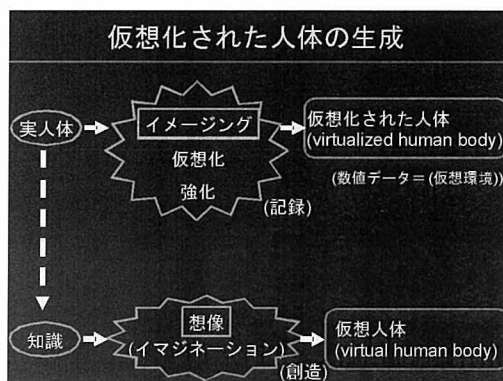 仮想化された人体の生成
実人体
イメージング
仮想化
強化
(記録)
仮想化された人体
(virtualized human body)
(数値データ=(仮想環境))
知識
想像
(イマジネーション)
(創造)
仮想人体
(virtual human body)